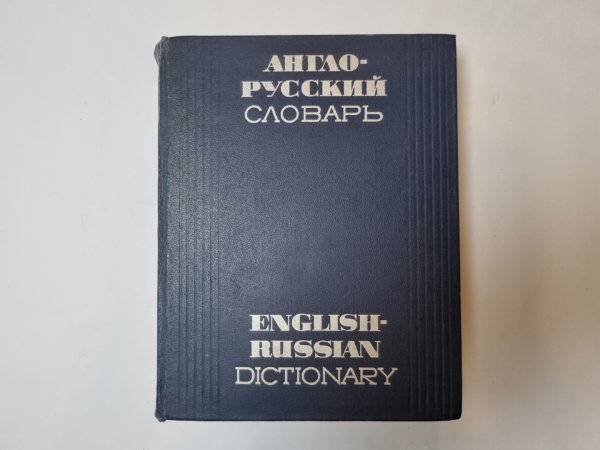 АНГЛО-
РУССКИЙ
СЛОВАРЬ
ENGLISH-
RUSSIAN
DICTIONARY